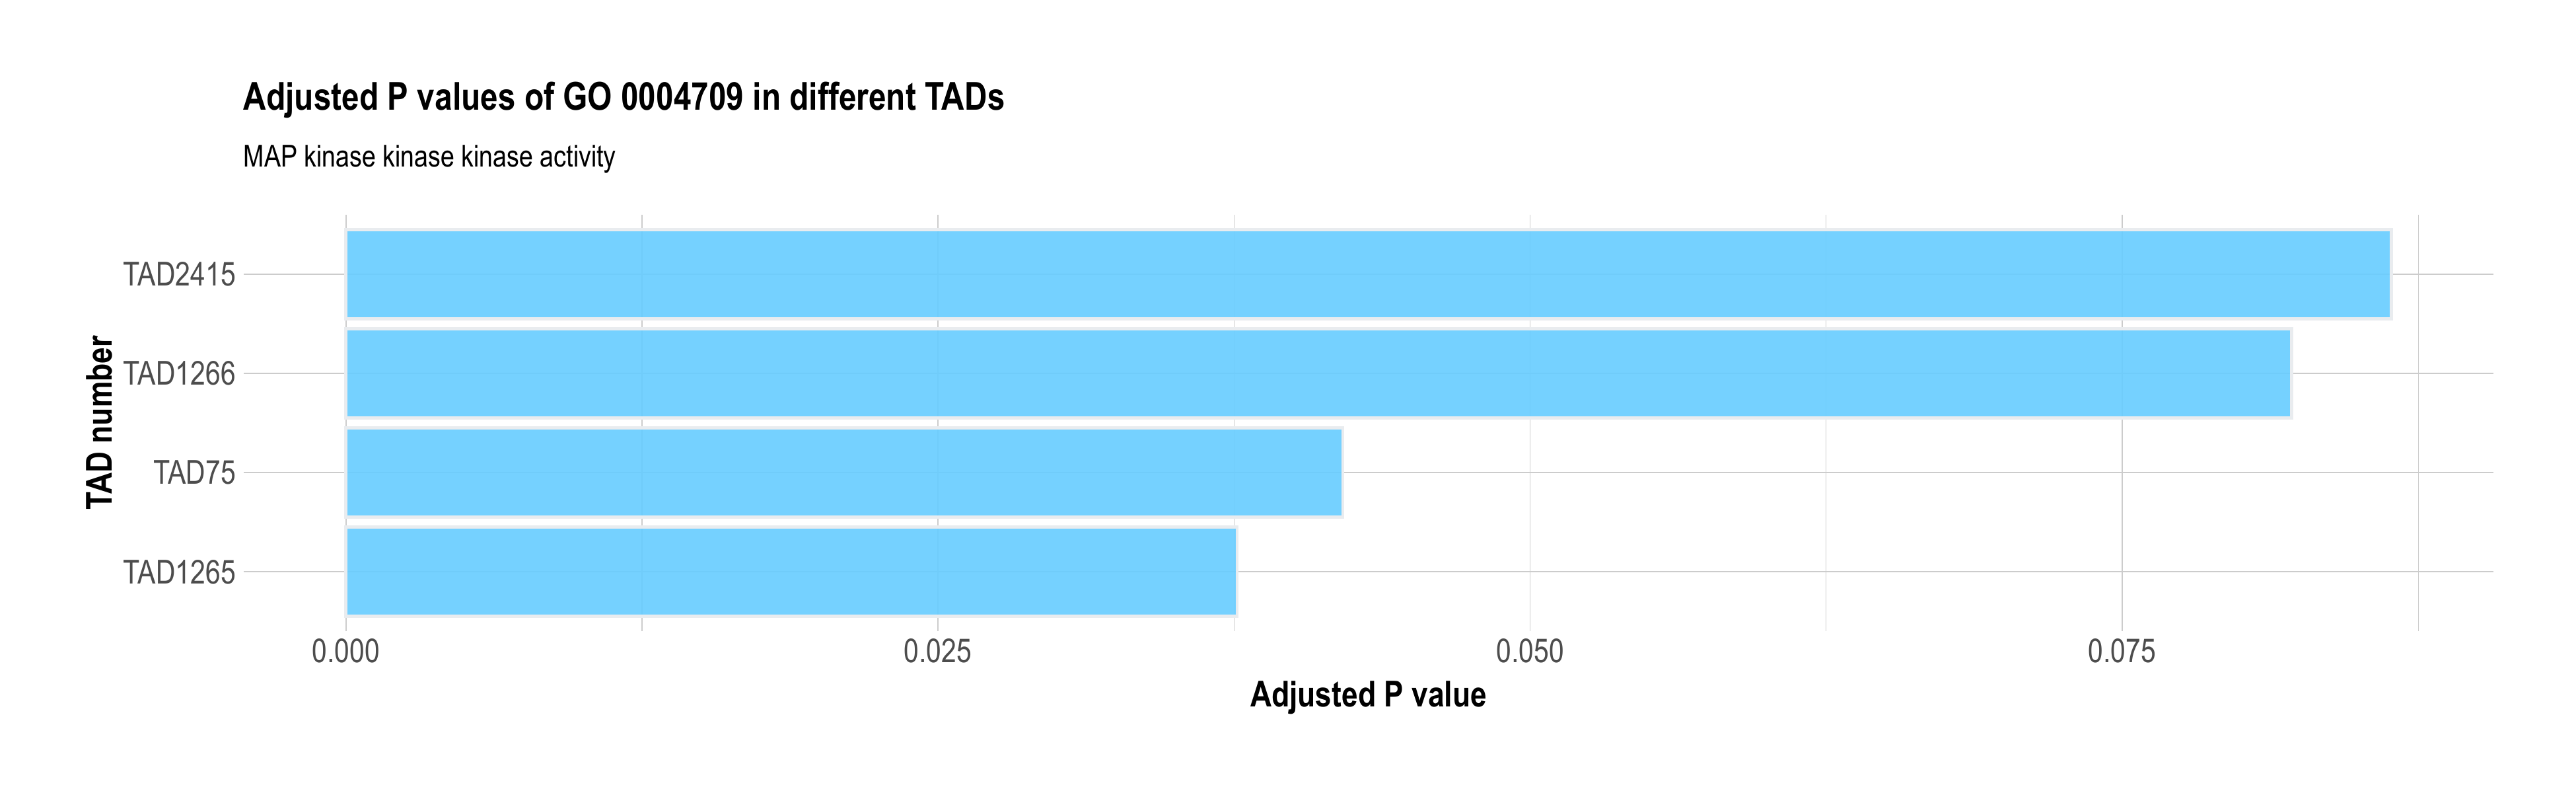 Adjusted P values of GO 0004709 in different TADs
MAP kinase kinase kinase activity
TAD number
TAD2415
TAD1266
TAD75
TAD1265
0.000 0.025 0.050 0.075
Adjusted P value